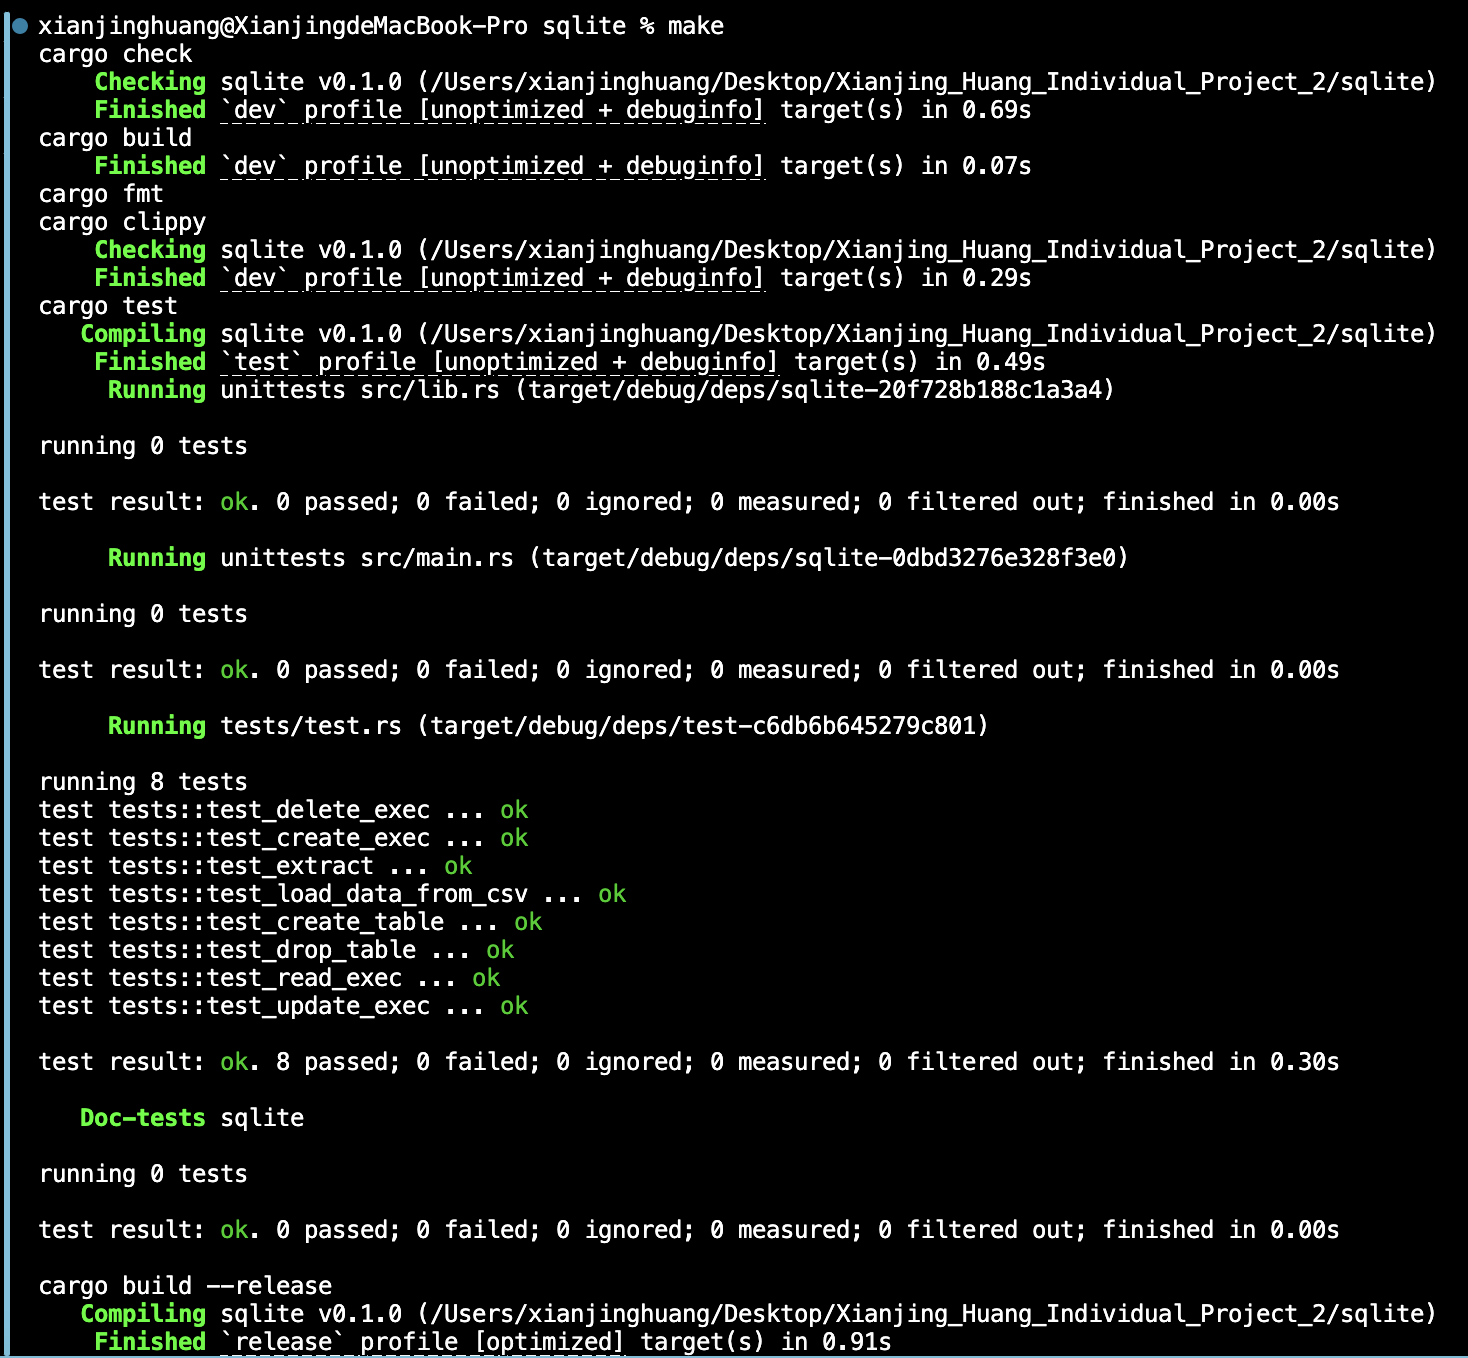 xianjinghuang@XianjingdeMacBook-Pro sqlite % make
cargo check
Checking sqlite v0.1.0 (/Users/xianjinghuang/Desktop/Xianjing_Huang_Individual_Project_2/sqlite)
Finished `dev` profile [unoptimized + debuginfo] target(s) in 0.69s
cargo build
Finished `dev` profile [unoptimized + debuginfo] target(s) in 0.07s
cargo fmt
cargo clippy
Checking sqlite v0.1.0 (/Users/xianjinghuang/Desktop/Xianjing_Huang_Individual_Project_2/sqlite)
Finished `dev` profile [unoptimized + debuginfo] target(s) in 0.29s
cargo test
Compiling sqlite v0.1.0 (/Users/xianjinghuang/Desktop/Xianjing_Huang_Individual_Project_2/sqlite)
Finished `test` profile [unoptimized + debuginfo] target(s) in 0.49s
Running unittests src/lib.rs (target/debug/deps/sqlite-20f728b188c1a3a4)
running 0 tests
test result: ok. 0 passed; 0 failed; 0 ignored; 0 measured; 0 filtered out; finished in 0.00s
Running unittests src/main.rs (target/debug/deps/sqlite-0dbd3276e328f3e0)
running 0 tests
test result: ok. 0 passed; 0 failed; 0 ignored; 0 measured; 0 filtered out; finished in 0.00s
Running tests/test.rs (target/debug/deps/test-c6db6b645279c801)
running 8 tests
test tests::test_delete_exec ... ok
test tests::test_create_exec ... ok
test tests::test_extract ... ok
test tests::test_load_data_from_csv ... ok
test tests::test_create_table ... ok
test tests::test_drop_table ... ok
test tests::test_read_exec ... ok
test tests::test_update_exec ... ok
test result: ok. 8 passed; 0 failed; 0 ignored; 0 measured; 0 filtered out; finished in 0.30s
Doc-tests sqlite
running 0 tests
test result: ok. 0 passed; 0 failed; 0 ignored; 0 measured; 0 filtered out; finished in 0.00s
cargo build --release
Compiling sqlite v0.1.0 (/Users/xianjinghuang/Desktop/Xianjing_Huang_Individual_Project_2/sqlite)
Finished `release` profile [optimized] target(s) in 0.91s